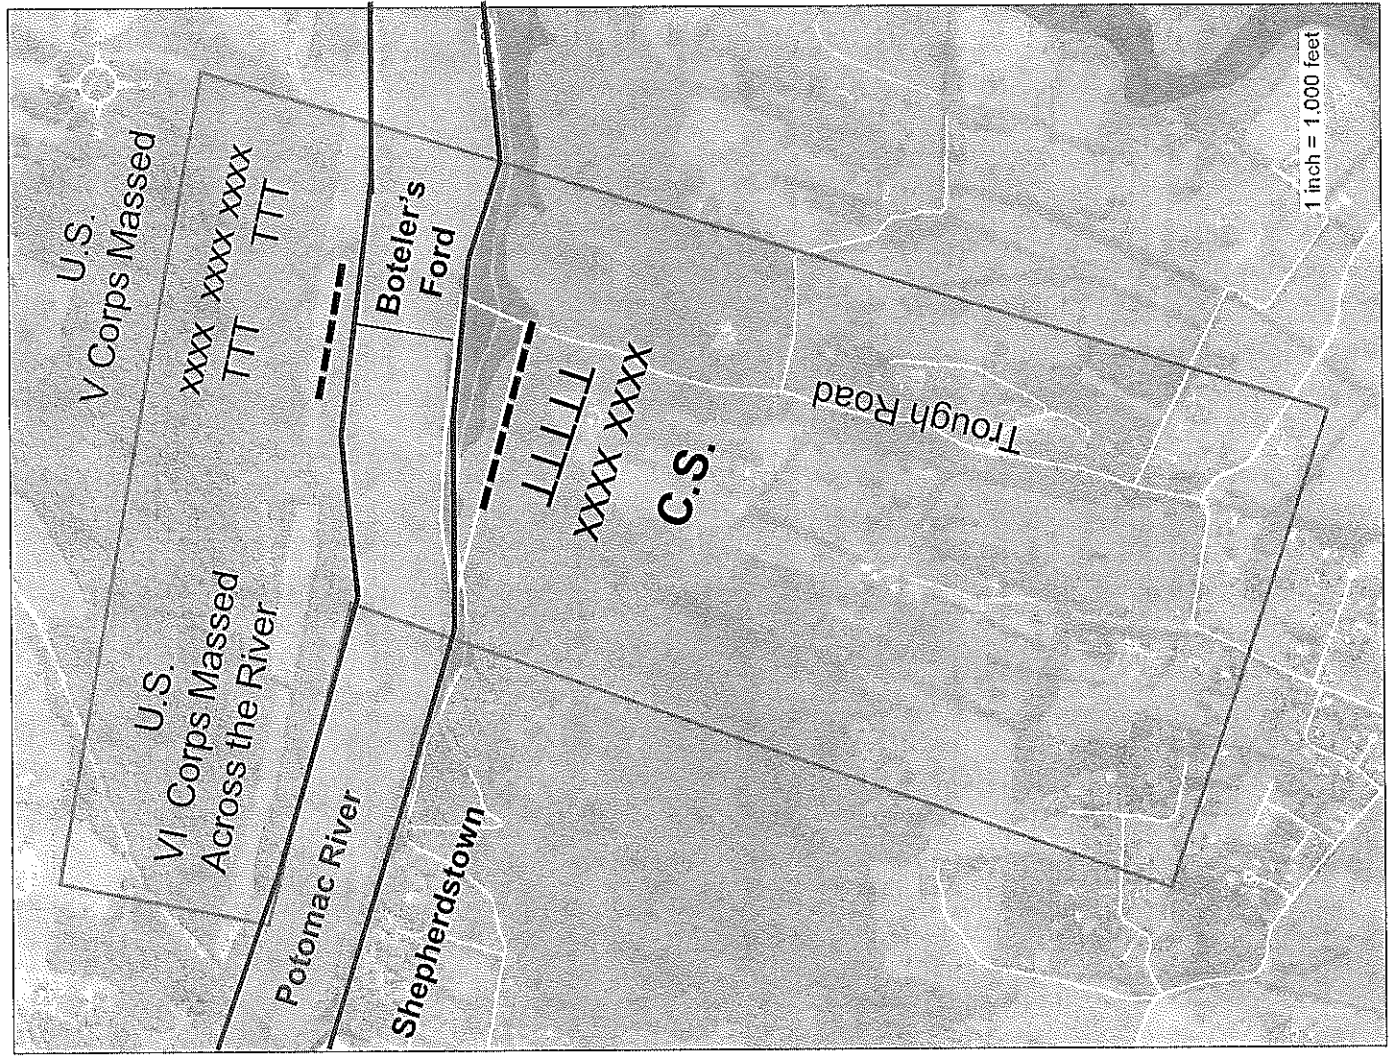 U.S.
V Corps Massed
XXXX XXXX XXXX
TTT TTT
U.S.
VI Corps Massed
Across the River
Boteler's
Ford
Potomac River
Shepherdstown
TTTTT
XXXX XXXX
C.S.
Trough Road
1 inch = 1.000 feet